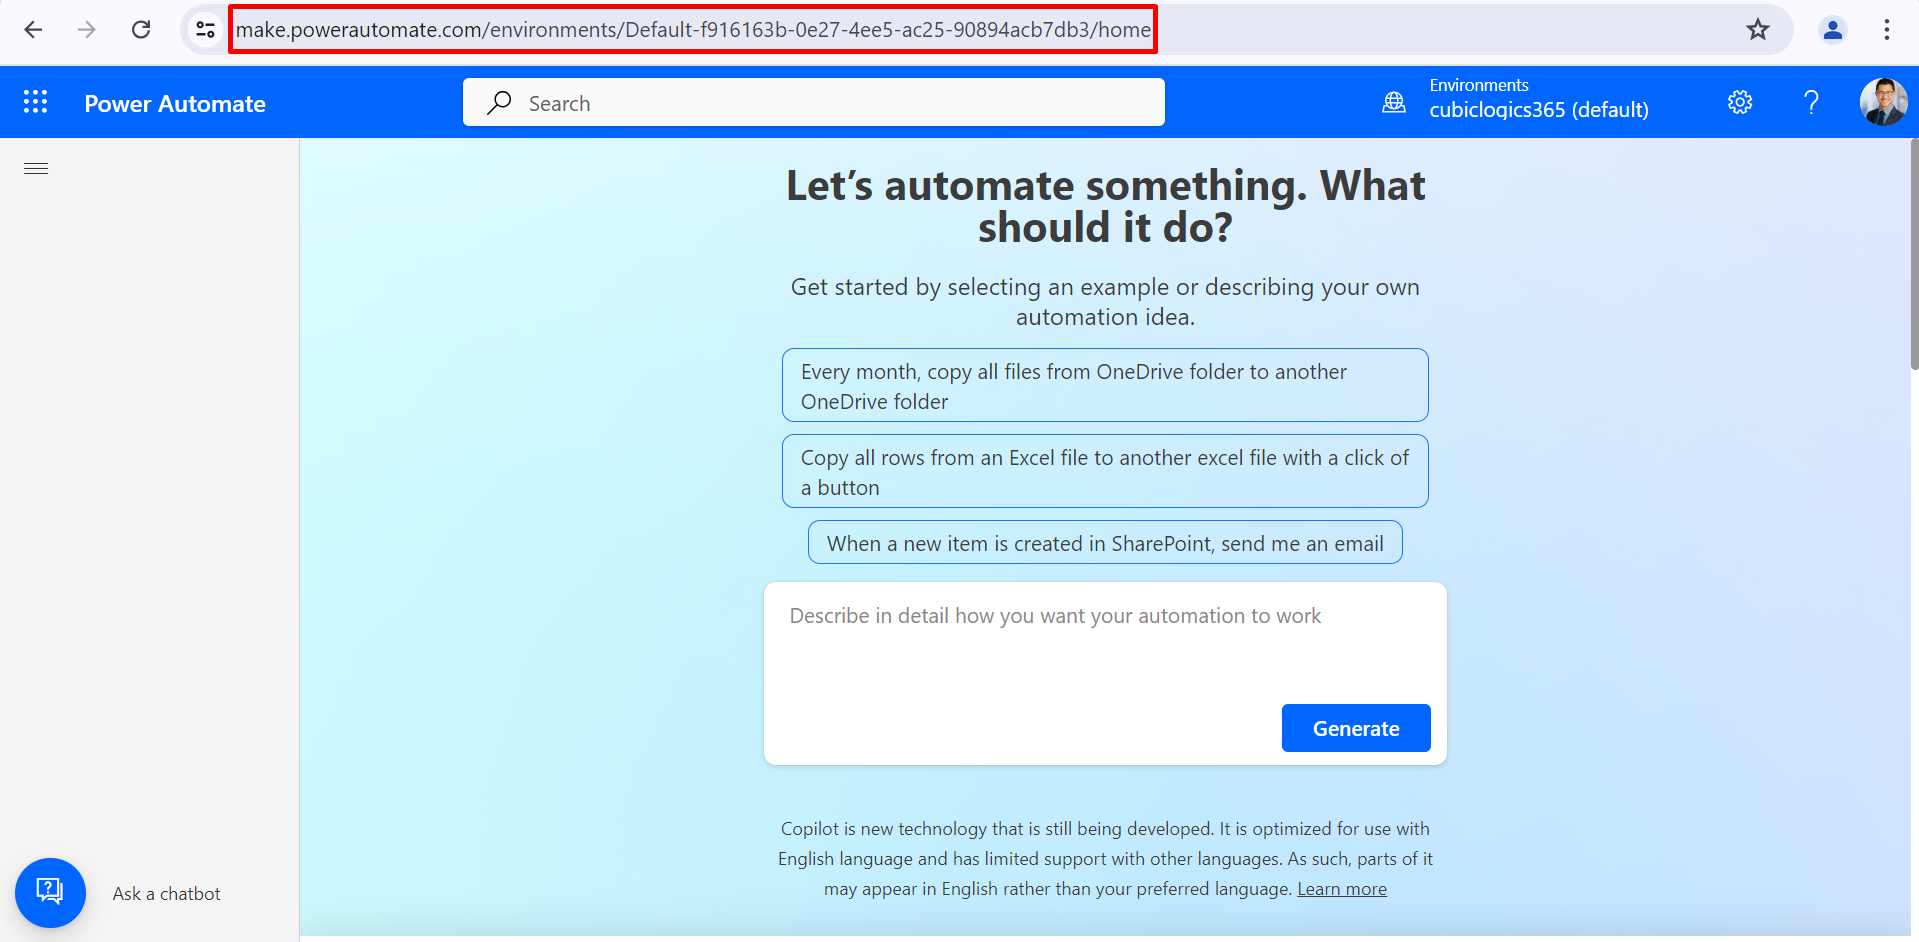 make.powerautomate.com/environments/Default-f916163b-0e27-4ee5-ac25-90894acb7db3/home
Power Automate
Search
Environments
cubiclogics365 (default)
Let’s automate something. What
should it do?
Get started by selecting an example or describing your own
automation idea.
Every month, copy all files from OneDrive folder to another
OneDrive folder
Copy all rows from an Excel file to another excel file with a click of
a button
When a new item is created in SharePoint, send me an email
Describe in detail how you want your automation to work
Generate
Copilot is new technology that is still being developed. It is optimized for use with
English language and has limited support with other languages. As such, parts of it
may appear in English rather than your preferred language. Learn more
Ask a chatbot